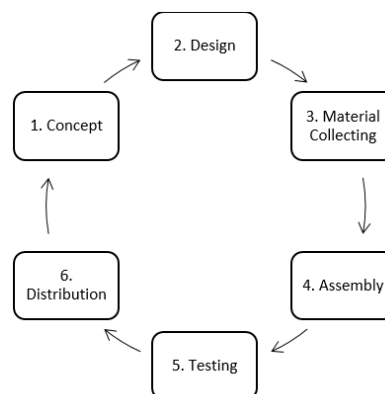 1. Concept
2. Design
3. Material
Collecting
4. Assembly
5. Testing
6.
Distribution